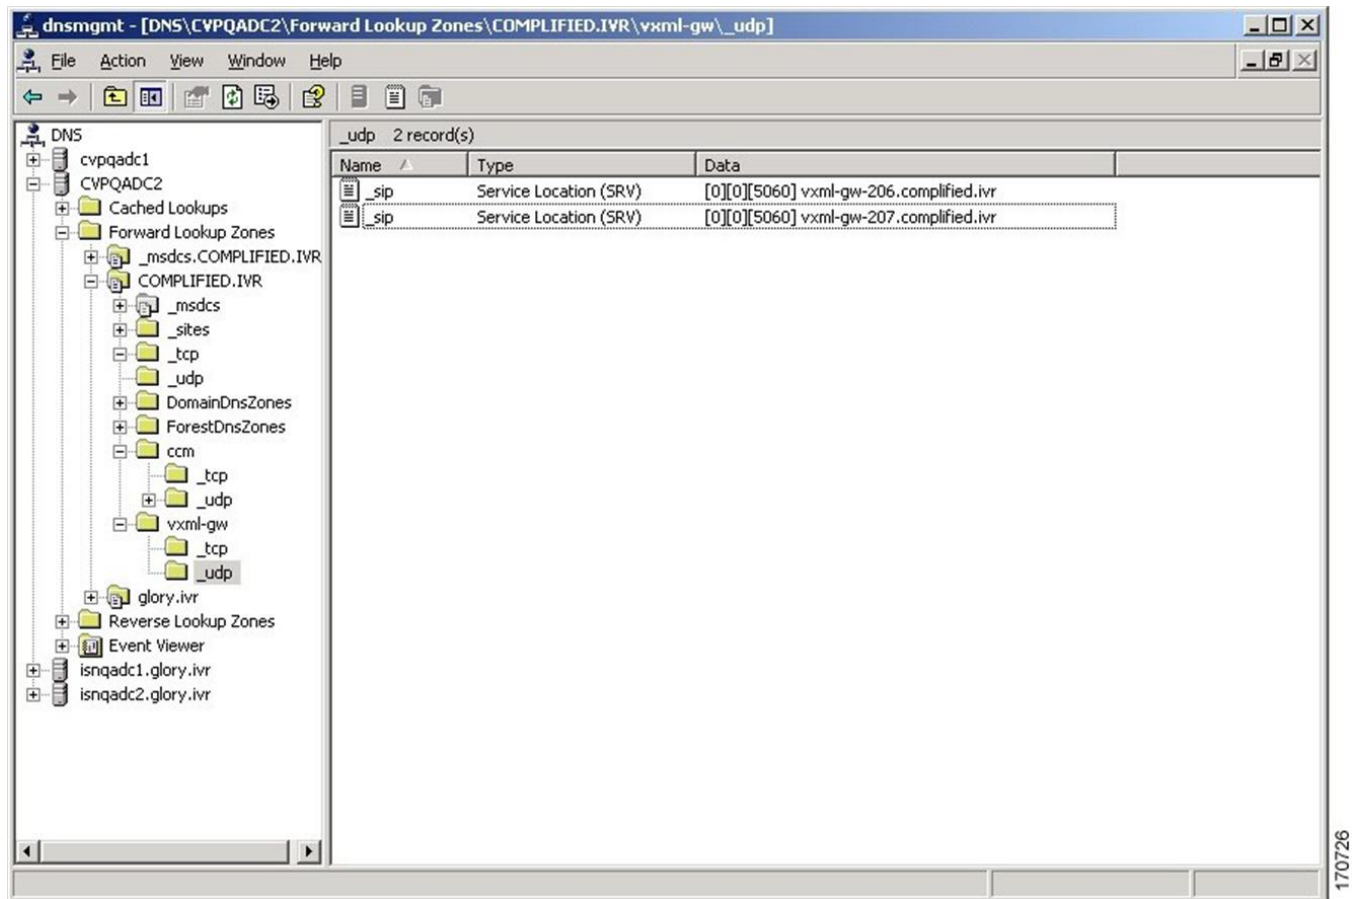 dnsmgmt - [DNS\CVPQADC2\Forward Lookup Zones\COMPLIFIED.IVR\vxml-gw\_udp]
File Action View Window Help
DNS
cvpqadc1
CVPQADC2
Cached Lookups
Forward Lookup Zones
_msdcs.COMPLIFIED.IVR
COMPLIFIED.IVR
_msdcs
_sites
_tcp
_udp
DomainDnsZones
ForestDnsZones
ccm
_tcp
_udp
vxml-gw
_tcp
_udp
glory.ivr
Reverse Lookup Zones
Event Viewer
isnqadc1.glory.ivr
isnqadc2.glory.ivr
_udp 2 record(s)
Name Type Data
_sip Service Location (SRV) [0][0][5060] vxml-gw-206.complified.ivr
_sip Service Location (SRV) [0][0][5060] vxml-gw-207.complified.ivr
170726